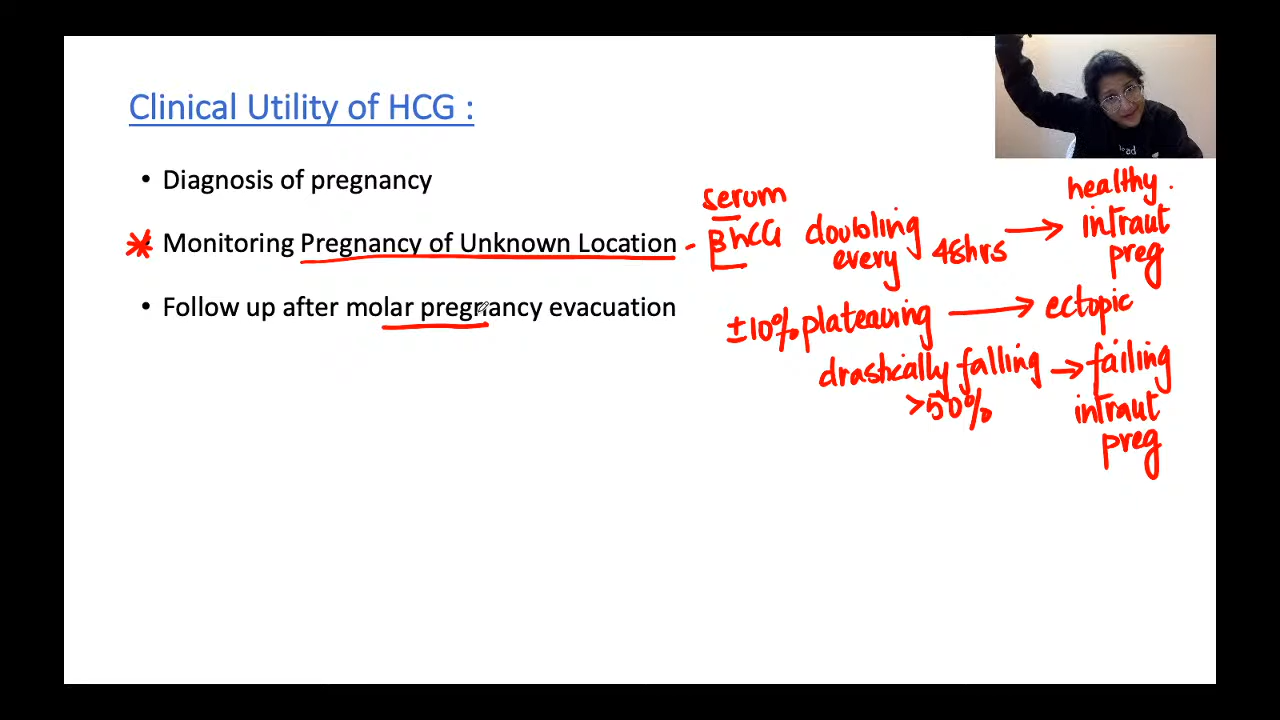 Clinical Utility of HCG :
• Diagnosis of pregnancy
• Monitoring Pregnancy of Unknown Location -
• Follow up after molar pregnancy evacuation
serum
βhCG doubling every 48hrs → healthy. intraut preg
±10% plateauing → ectopic
drastically falling >50% → failing intraut preg